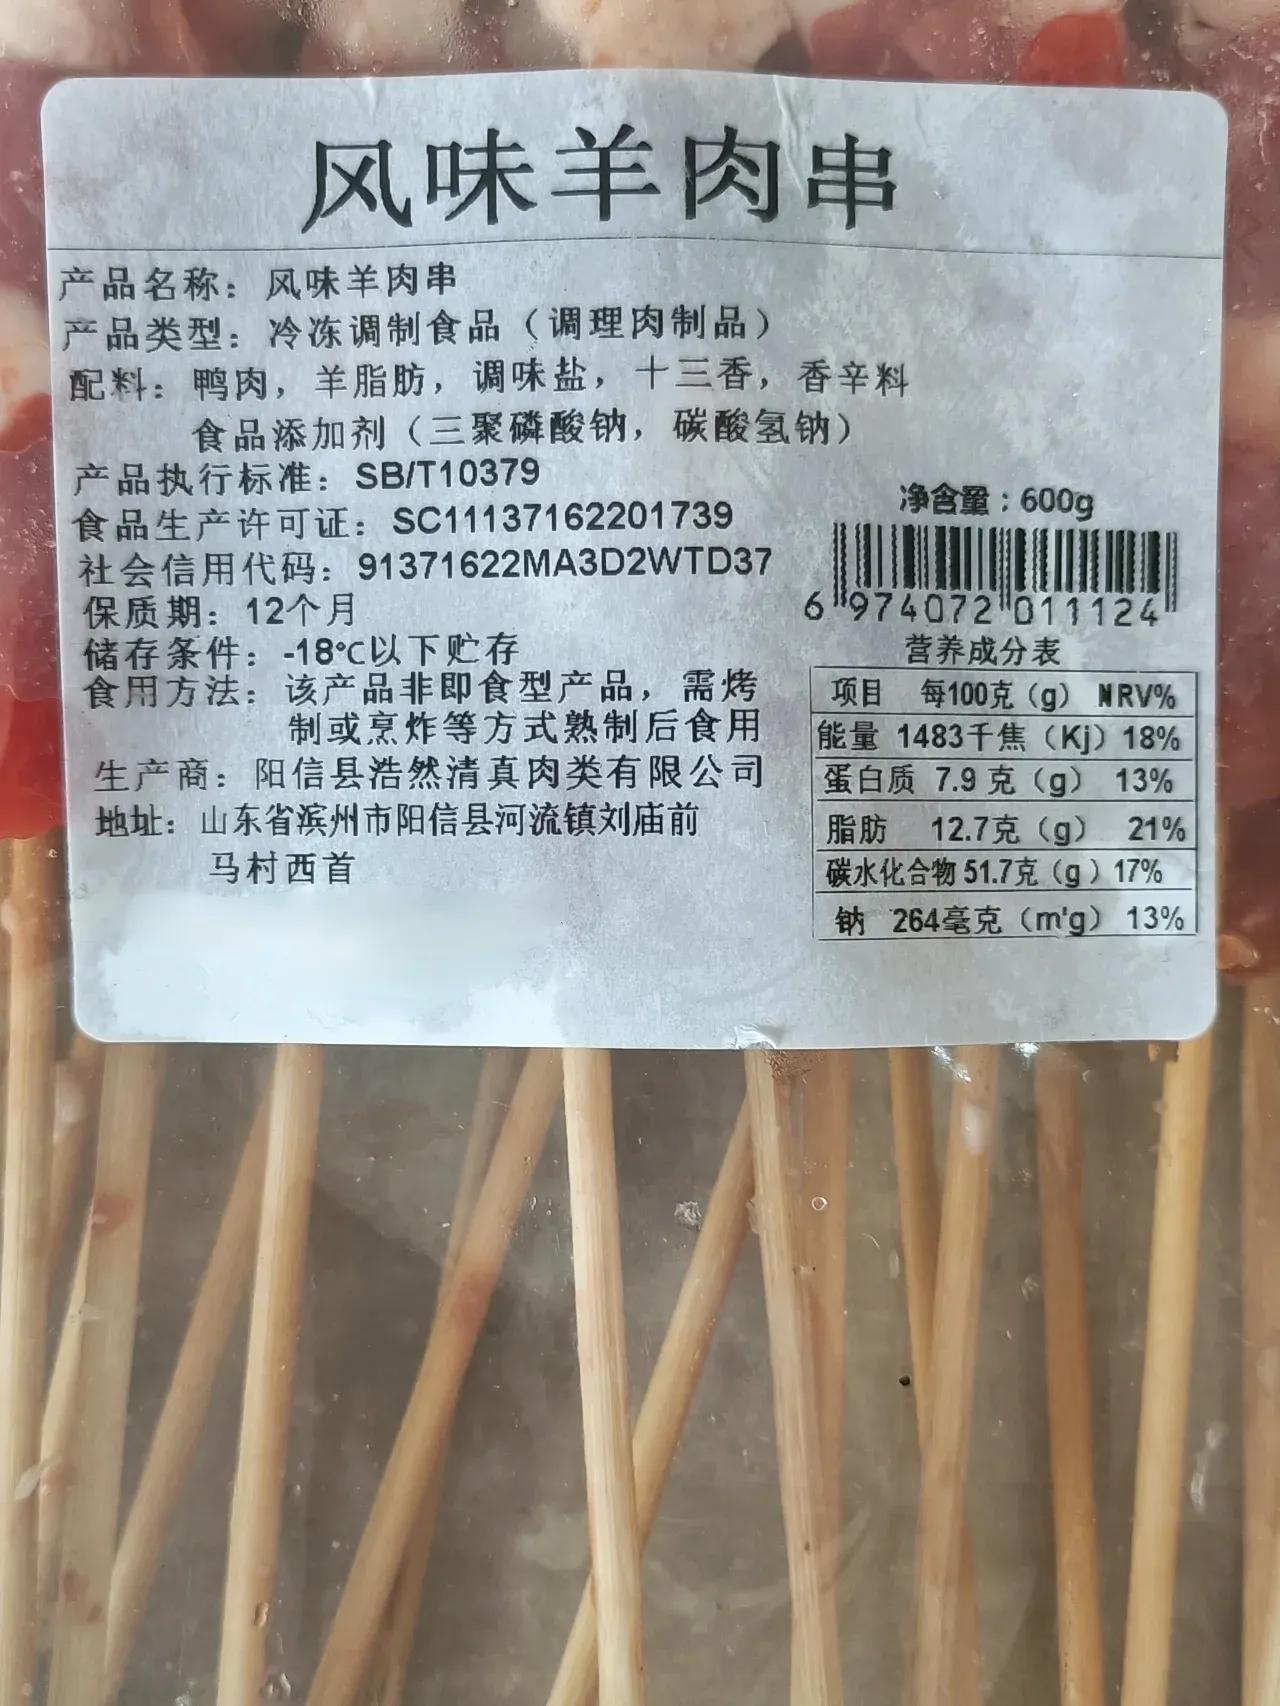 风味羊肉串
产品名称：风味羊肉串
产品类型：冷冻调制食品（调理肉制品）
配料：鸭肉，羊脂肪，调味盐，十三香，香辛料
食品添加剂（三聚磷酸钠，碳酸氢钠）
产品执行标准：SB/T10379
食品生产许可证：SC11137162201739
社会信用代码：91371622MA3D2WTD37
保质期：12个月
储存条件：-18℃以下贮存
食用方法：该产品非即食型产品，需烤
制或烹炸等方式熟制后食用
生产商：阳信县浩然清真肉类有限公司
地址：山东省滨州市阳信县河流镇刘庙前
马村西首
净含量：600g
6 974072 011124
营养成分表
项目 每100克（g） NRV%
能量 1483千焦（Kj）18%
蛋白质 7.9 克（g） 13%
脂肪 12.7克（g） 21%
碳水化合物 51.7克（g）17%
钠 264毫克（m'g） 13%